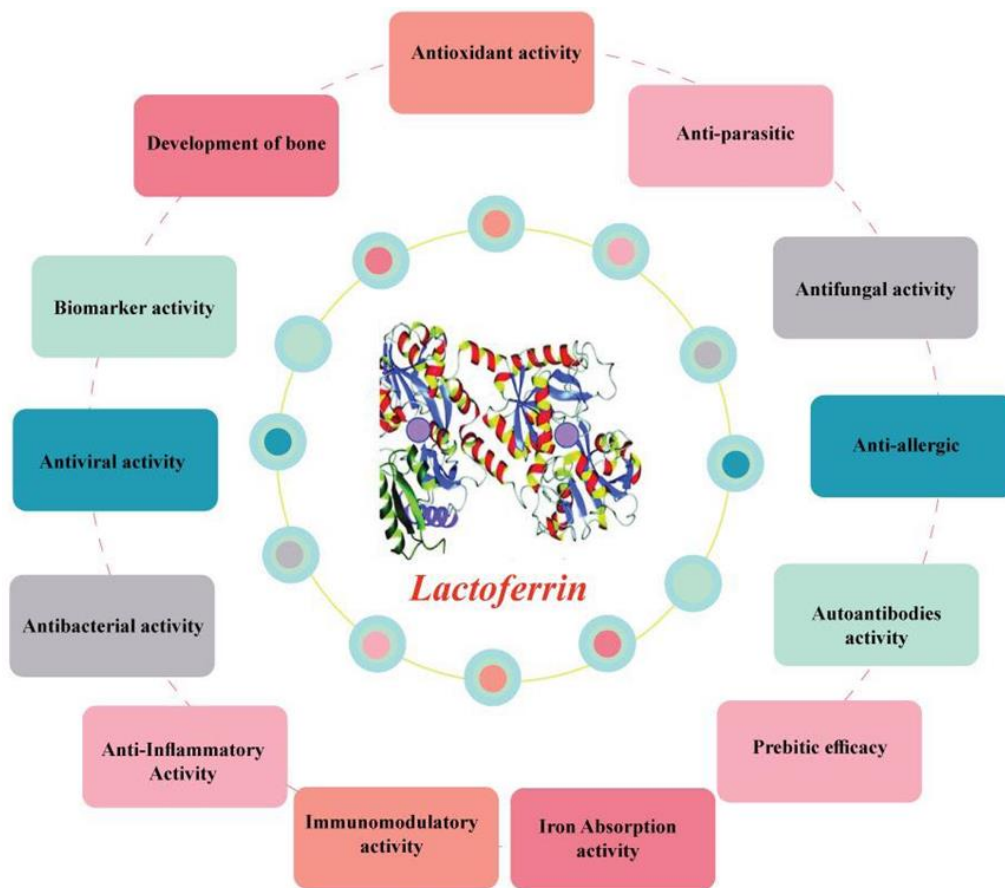 Antioxidant activity
Anti-parasitic
Development of bone
Antifungal activity
Biomarker activity
Antiviral activity
Anti-allergic
Lactoferrin
Antibacterial activity
Autoantibodies
activity
Anti-Inflammatory
Activity
Prebitic efficacy
Immunomodulatory
activity
Iron Absorption
activity